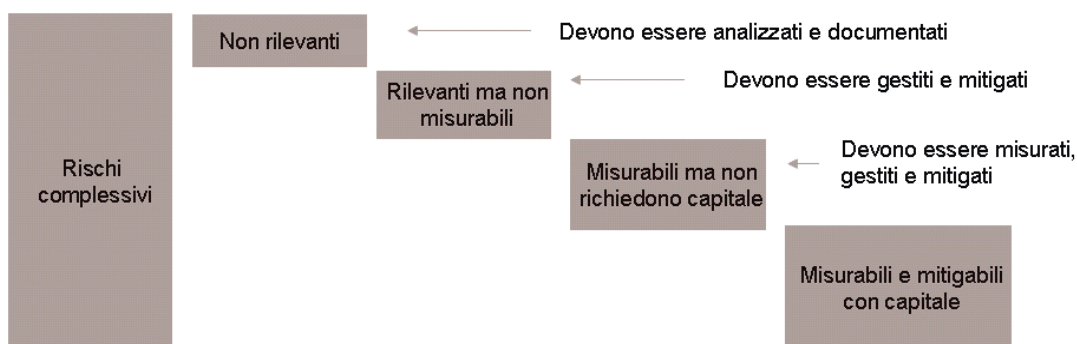 Non rilevanti
Devono essere analizzati e documentati
Rilevanti ma non
misurabili
Devono essere gestiti e mitigati
Rischi
complessivi
Misurabili ma non
richiedono capitale
Devono essere misurati,
gestiti e mitigati
Misurabili e mitigabili
con capitale